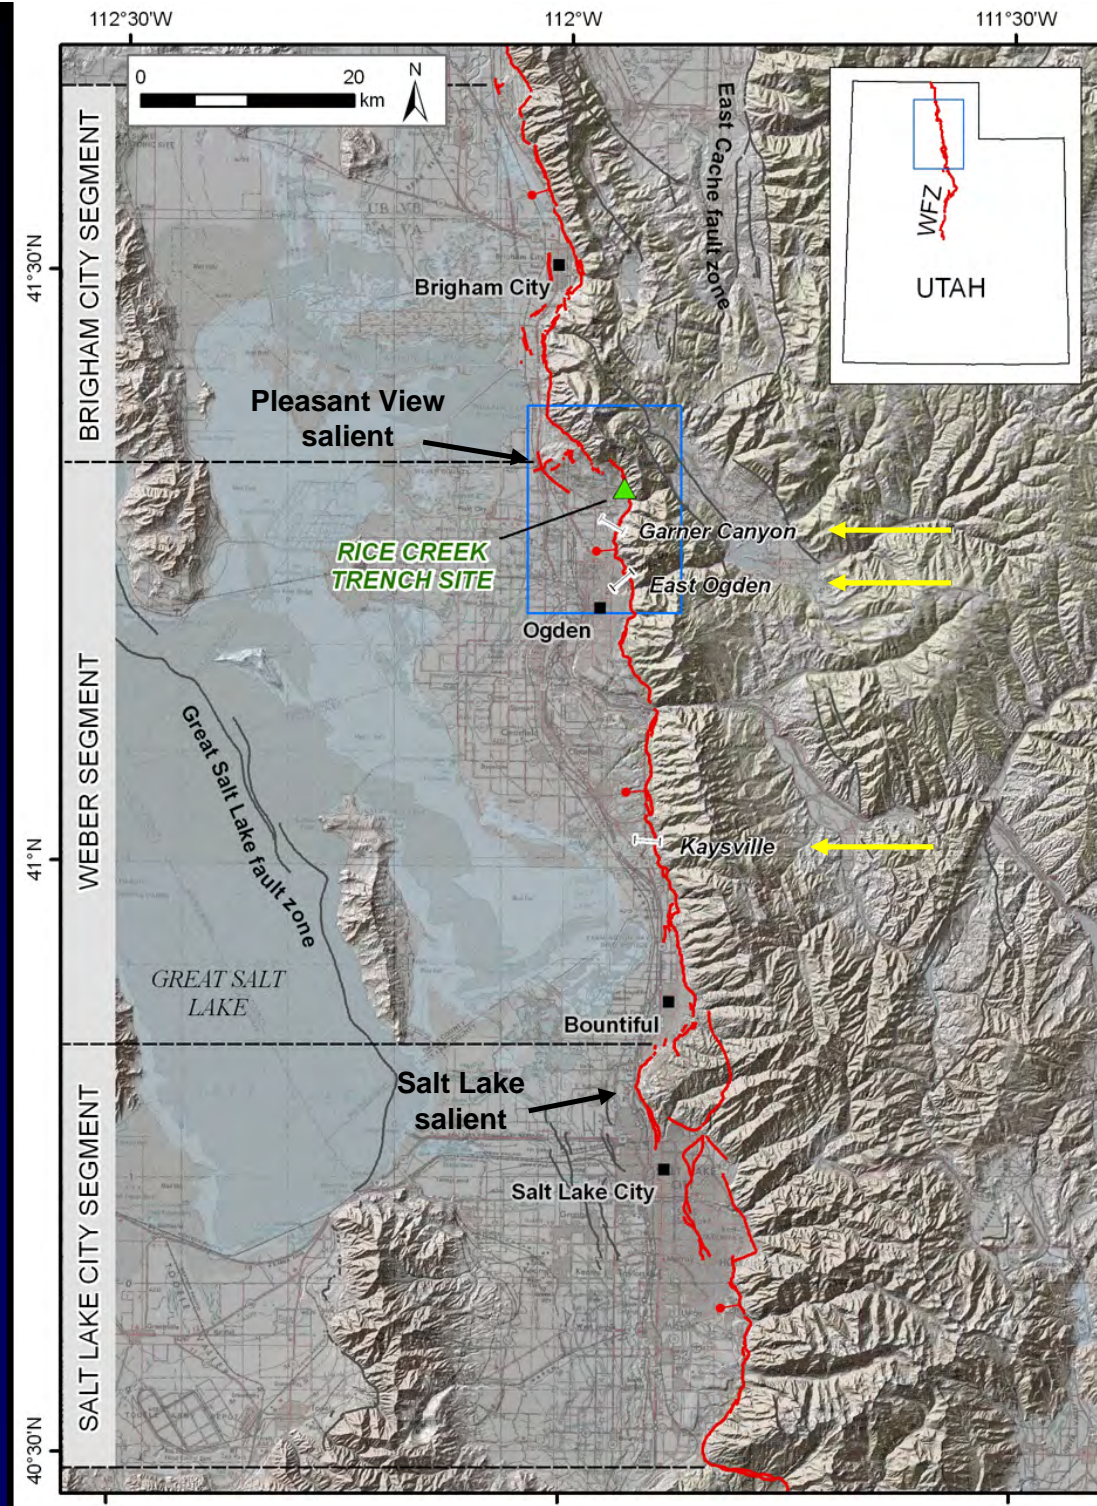 112°30'W
112°W
111°30'W
0
20
km
N
East Cache fault zone
WFZ
UTAH
41°30'N
BRIGHAM CITY SEGMENT
Brigham City
Pleasant View
salient
RICE CREEK
TRENCH SITE
Garner Canyon
East Ogden
Ogden
WEBER SEGMENT
Great Salt Lake fault zone
41°N
Kaysville
GREAT SALT
LAKE
Bountiful
Salt Lake
salient
SALT LAKE CITY SEGMENT
Salt Lake City
40°30'N